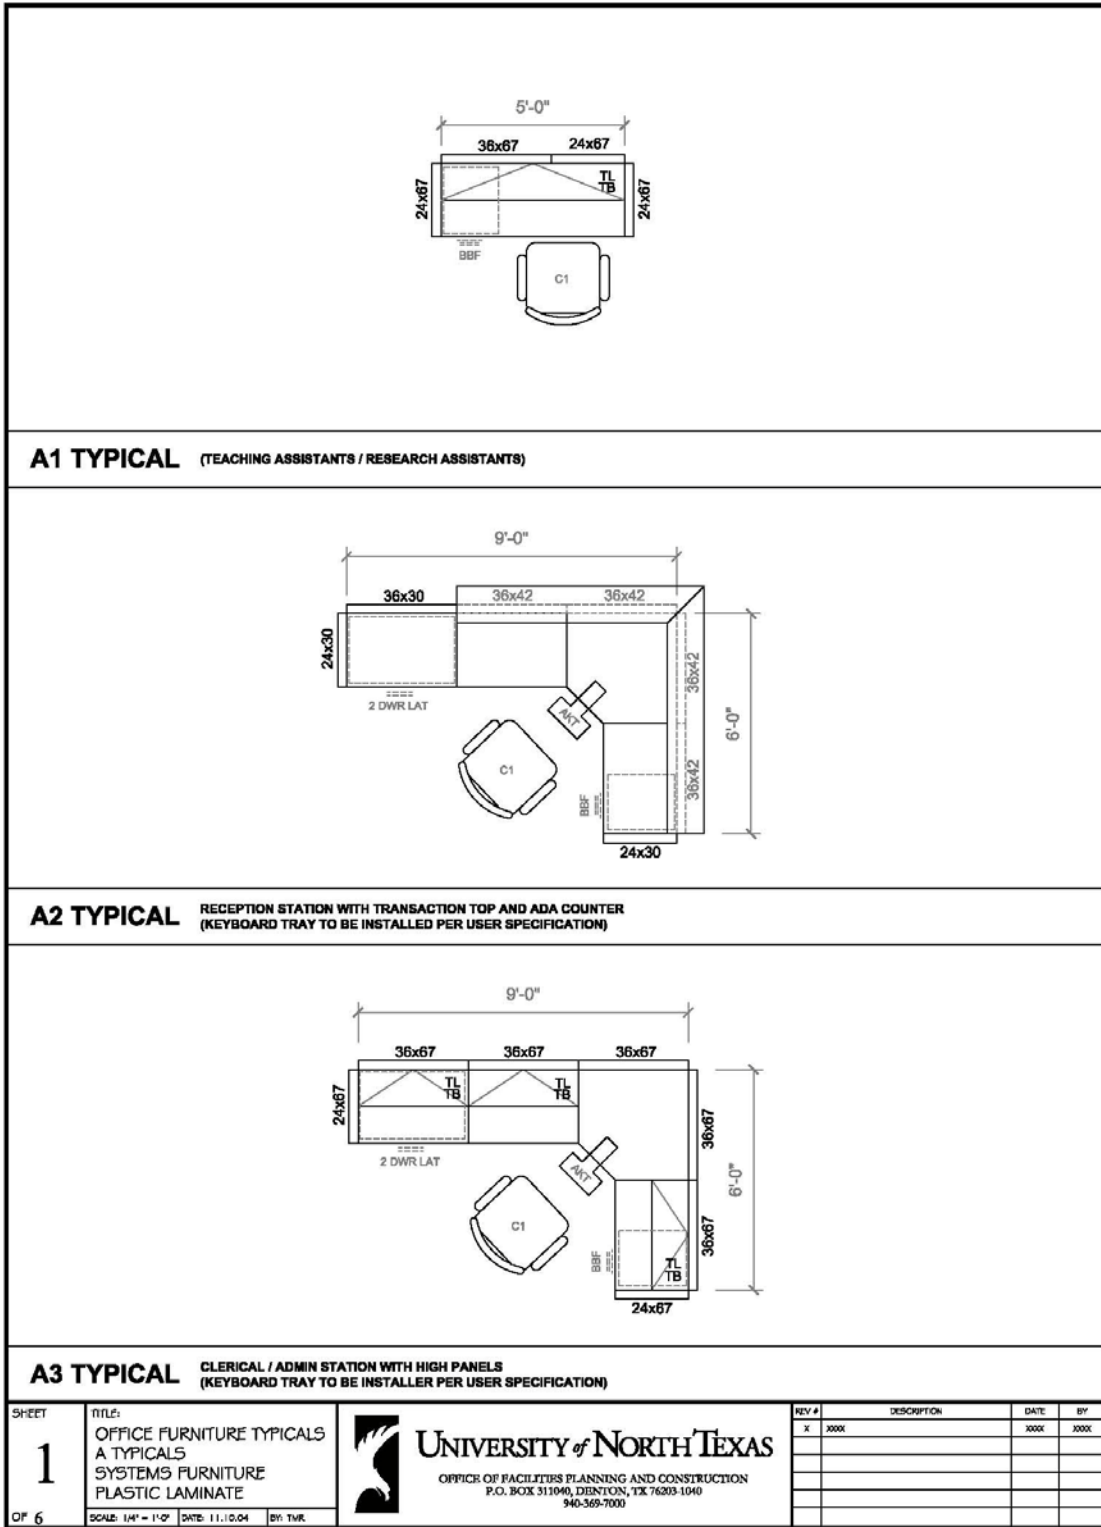 5'-0"
36x67 24x67
24x67
TL
TB
24x67
BBF
C1
A1 TYPICAL (TEACHING ASSISTANTS / RESEARCH ASSISTANTS)
9'-0"
36x30 36x42 36x42
24x30
36x42
6'-0"
2 DWR LAT
AKT
C1
36x42
BBF
24x30
A2 TYPICAL RECEPTION STATION WITH TRANSACTION TOP AND ADA COUNTER
(KEYBOARD TRAY TO BE INSTALLED PER USER SPECIFICATION)
9'-0"
36x67 36x67 36x67
TL
TB
TL
TB
24x67
36x67
2 DWR LAT
AKT
6'-0"
C1
36x67
BBF
TL
TB
24x67
A3 TYPICAL CLERICAL / ADMIN STATION WITH HIGH PANELS
(KEYBOARD TRAY TO BE INSTALLER PER USER SPECIFICATION)
SHEET
1
OF 6
TITLE:
OFFICE FURNITURE TYPICALS
A TYPICALS
SYSTEMS FURNITURE
PLASTIC LAMINATE
SCALE: 1/4" = 1'-0" DATE: 11.10.04 BY: TMR
UNIVERSITY of NORTH TEXAS
OFFICE OF FACILITIES PLANNING AND CONSTRUCTION
P.O. BOX 311040, DENTON, TX 76203-1040
940-369-7000
REV # DESCRIPTION DATE BY
X XXXX XXXX XXXX